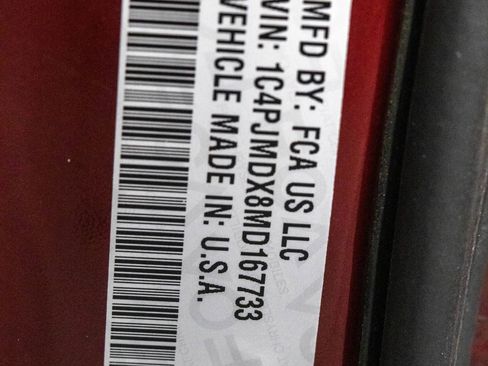 MFD BY: FCA US LLC
VIN: 1C4PJMDX8MD167733
VEHICLE MADE IN: U.S.A.